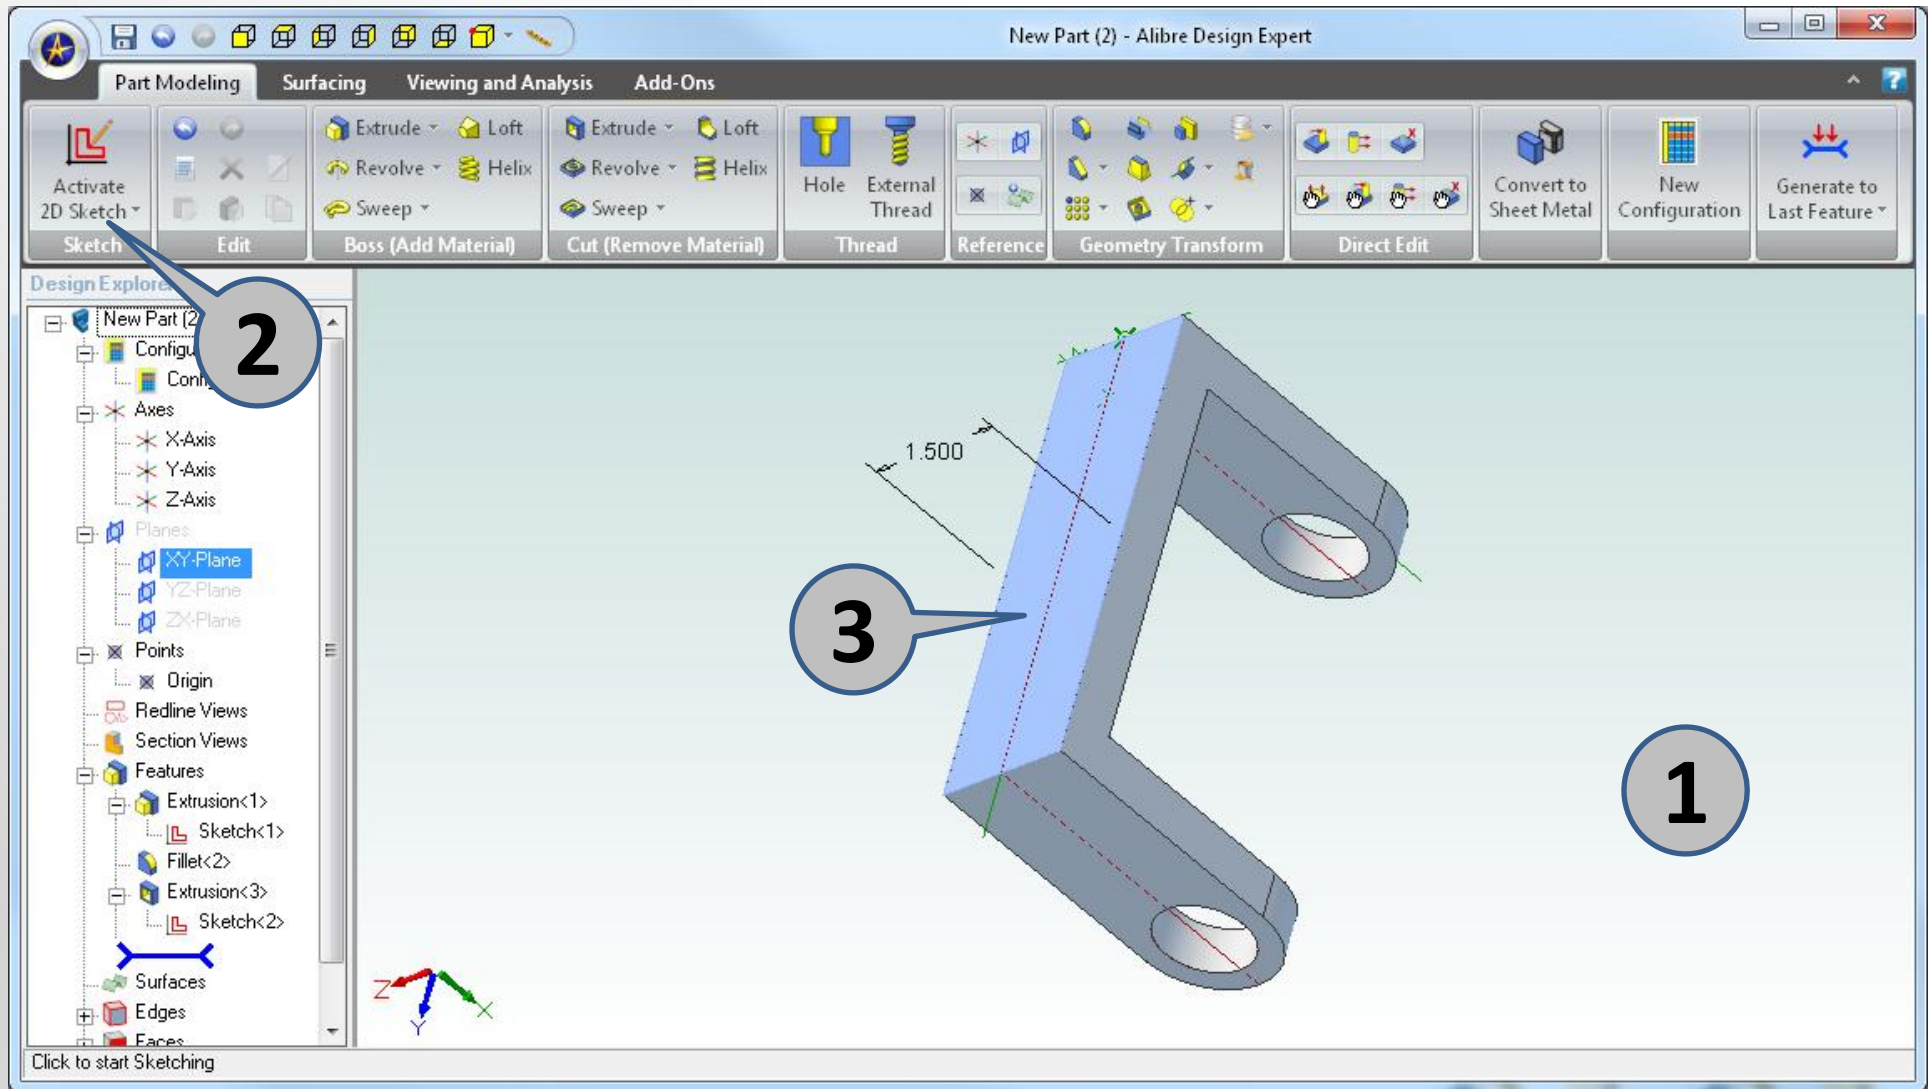 New Part (2) - Alibre Design Expert
Part Modeling Surfacing Viewing and Analysis Add-Ons
Activate
2D Sketch
Sketch
Edit
Extrude Loft
Revolve Helix
Sweep
Boss (Add Material)
Extrude Loft
Revolve Helix
Sweep
Cut (Remove Material)
Hole External
Thread
Thread
Reference
Geometry Transform
Direct Edit
Convert to
Sheet Metal
New
Configuration
Generate to
Last Feature
Design Explore
New Part (2
Configu
Config
Axes
X-Axis
Y-Axis
Z-Axis
Planes
XY-Plane
YZ-Plane
ZX-Plane
Points
Origin
Redline Views
Section Views
Features
Extrusion<1>
Sketch<1>
Fillet<2>
Extrusion<3>
Sketch<2>
Surfaces
Edges
Faces
Click to start Sketching
2
1.500
3
1
Z
X
Y